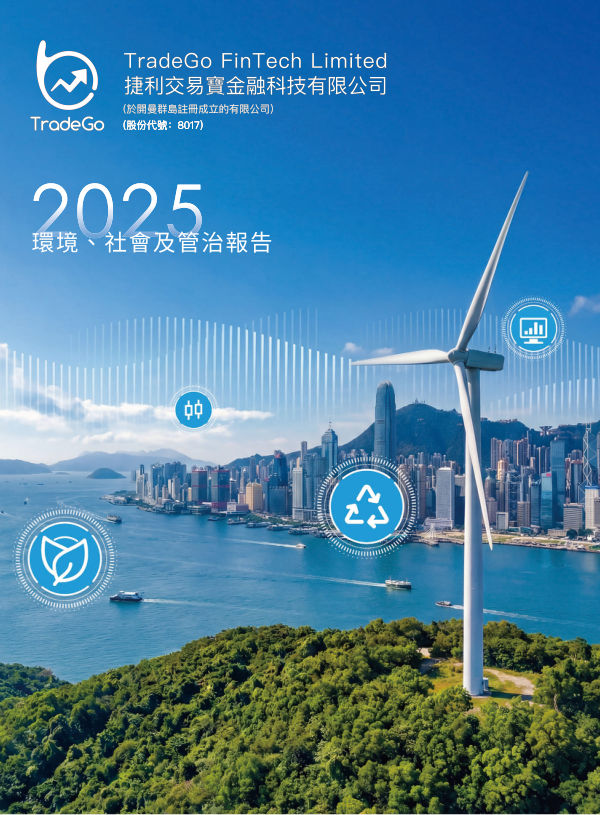 TradeGo FinTech Limited
捷利交易寶金融科技有限公司
(於開曼群島註冊成立的有限公司)
(股份代號：8017)
TradeGo
2025
環境、社會及管治報告